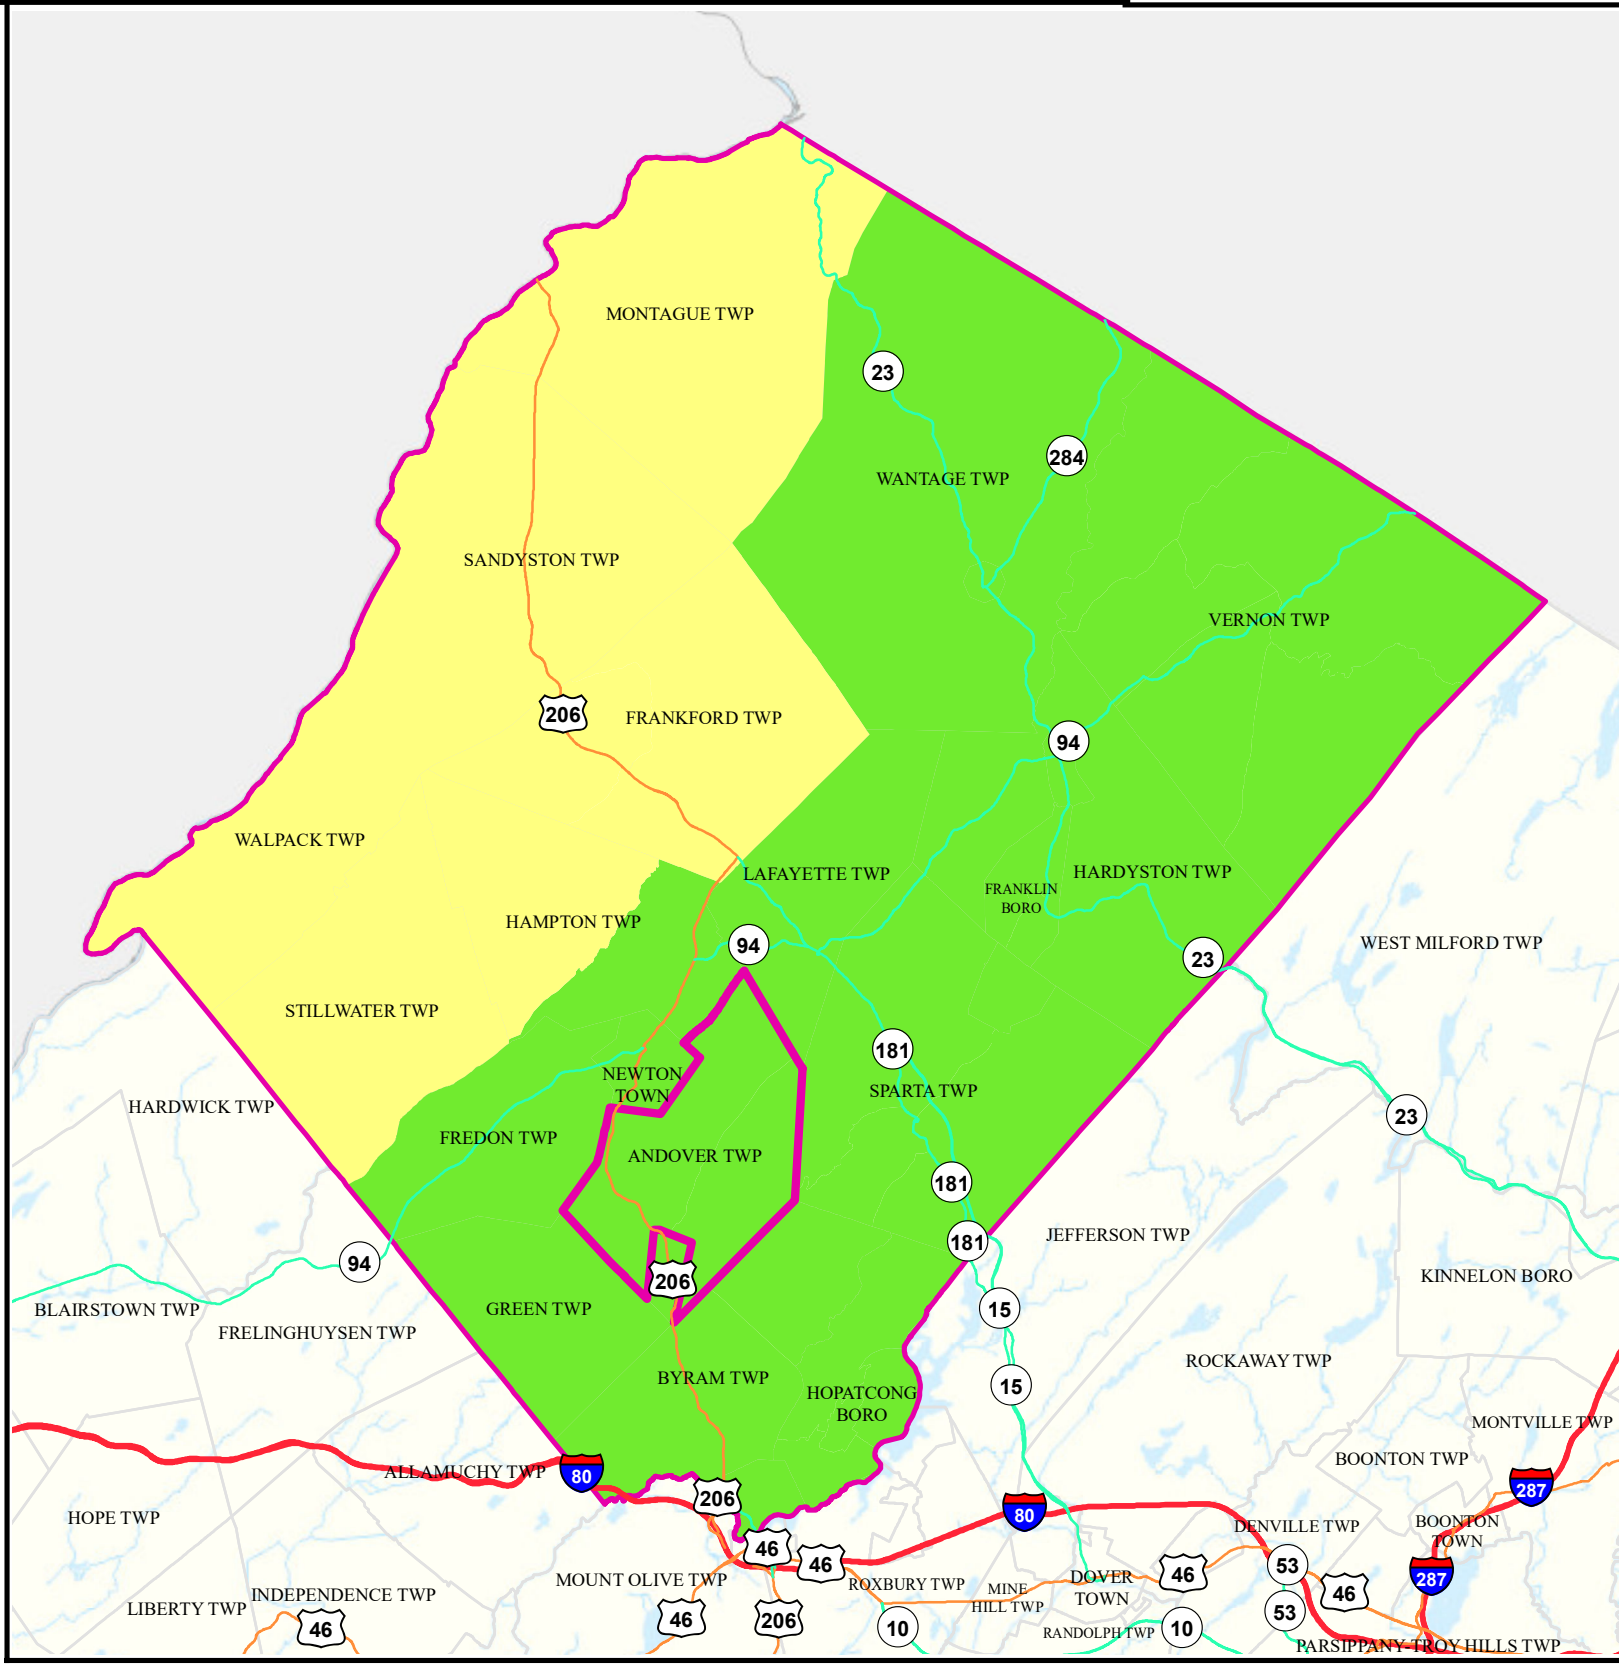 MONTAGUE TWP
23
284
WANTAGE TWP
SANDYSTON TWP
VERNON TWP
206
FRANKFORD TWP
94
WALPACK TWP
LAFAYETTE TWP
HARDYSTON TWP
FRANKLIN
BORO
HAMPTON TWP
94
23
WEST MILFORD TWP
STILLWATER TWP
181
NEWTON
TOWN
SPARTA TWP
HARDWICK TWP
23
FREDON TWP
ANDOVER TWP
181
JEFFERSON TWP
181
94
206
KINNELON BORO
BLAIRSTOWN TWP
GREEN TWP
15
FRELINGHUYSEN TWP
ROCKAWAY TWP
BYRAM TWP
15
HOPATCONG
BORO
MONTVILLE TWP
BOONTON TWP
ALLAMUCHY TWP
80
287
206
80
HOPE TWP
DENVILLE TWP
BOONTON
TOWN
46
46
53
46
287
MOUNT OLIVE TWP
ROXBURY TWP
MINE
HILL TWP
DOVER
TOWN
46
INDEPENDENCE TWP
LIBERTY TWP
46
46
206
10
53
RANDOLPH TWP
10
PARSIPPANY-TROY HILLS TWP